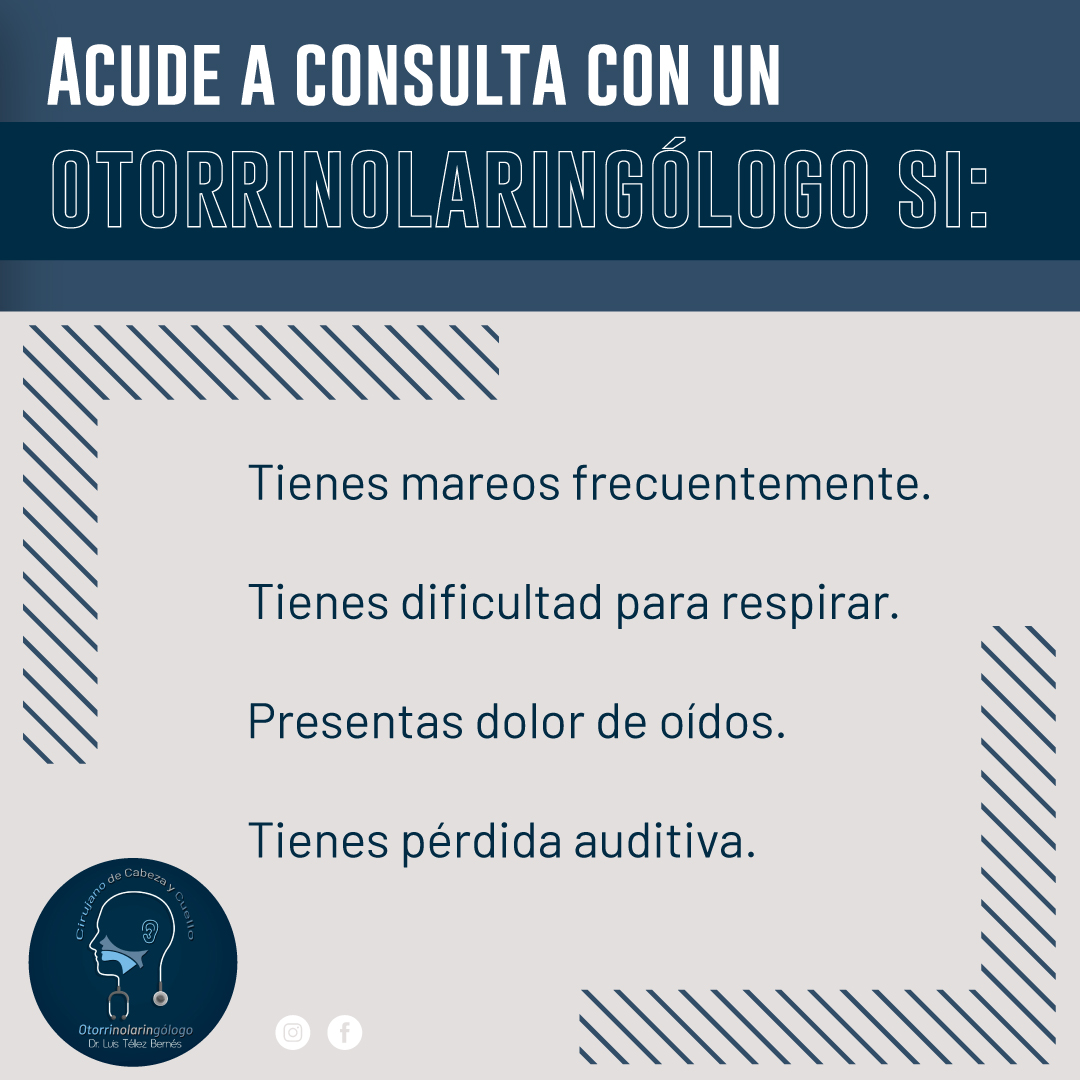 ACUDE A CONSULTA CON UN
OTORRINOLARINGÓLOGO SI:
Tienes mareos frecuentemente.
Tienes dificultad para respirar.
Presentas dolor de oídos.
Tienes pérdida auditiva.
Cirujano de Cabeza y Cuello
Otorrinolaringólogo
Dr. Luis Téllez Bernés